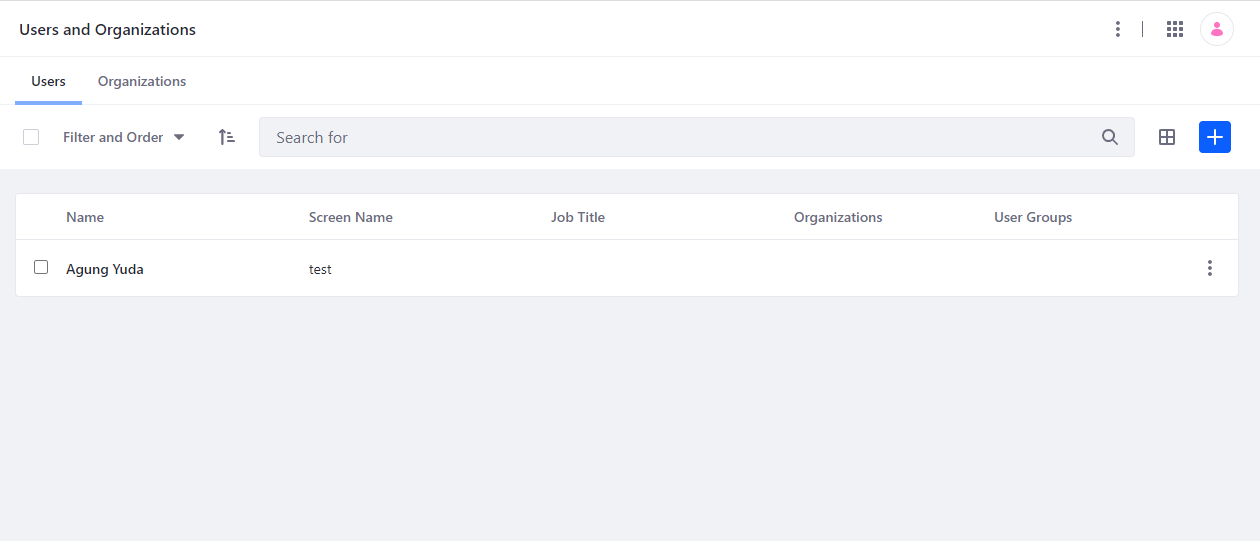 Users and Organizations
Users Organizations
Filter and Order Search for
Name Screen Name Job Title Organizations User Groups
Agung Yuda test